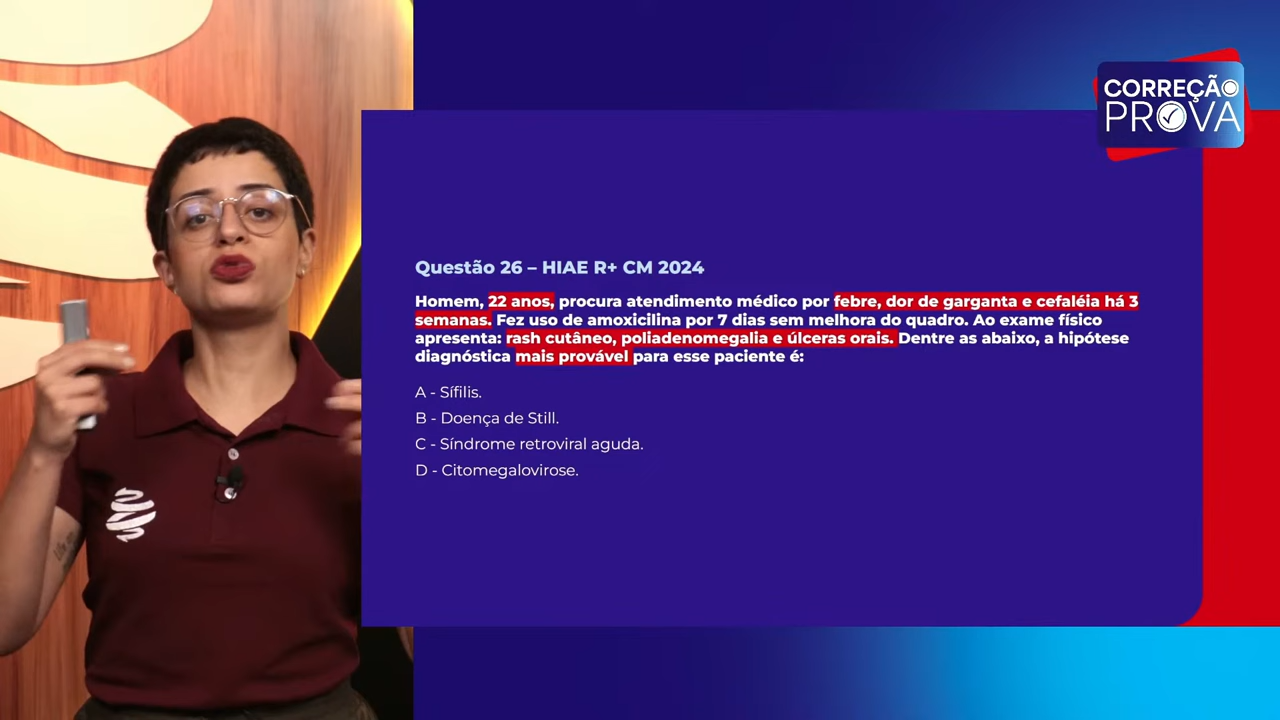 CORREÇÃO
PROVA
Questão 26 – HIAE R+ CM 2024
Homem, 22 anos, procura atendimento médico por febre, dor de garganta e cefaléia há 3
semanas. Fez uso de amoxicilina por 7 dias sem melhora do quadro. Ao exame físico
apresenta: rash cutâneo, poliadenomegalia e úlceras orais. Dentre as abaixo, a hipótese
diagnóstica mais provável para esse paciente é:
A - Sífilis.
B - Doença de Still.
C - Síndrome retroviral aguda.
D - Citomegalovirose.